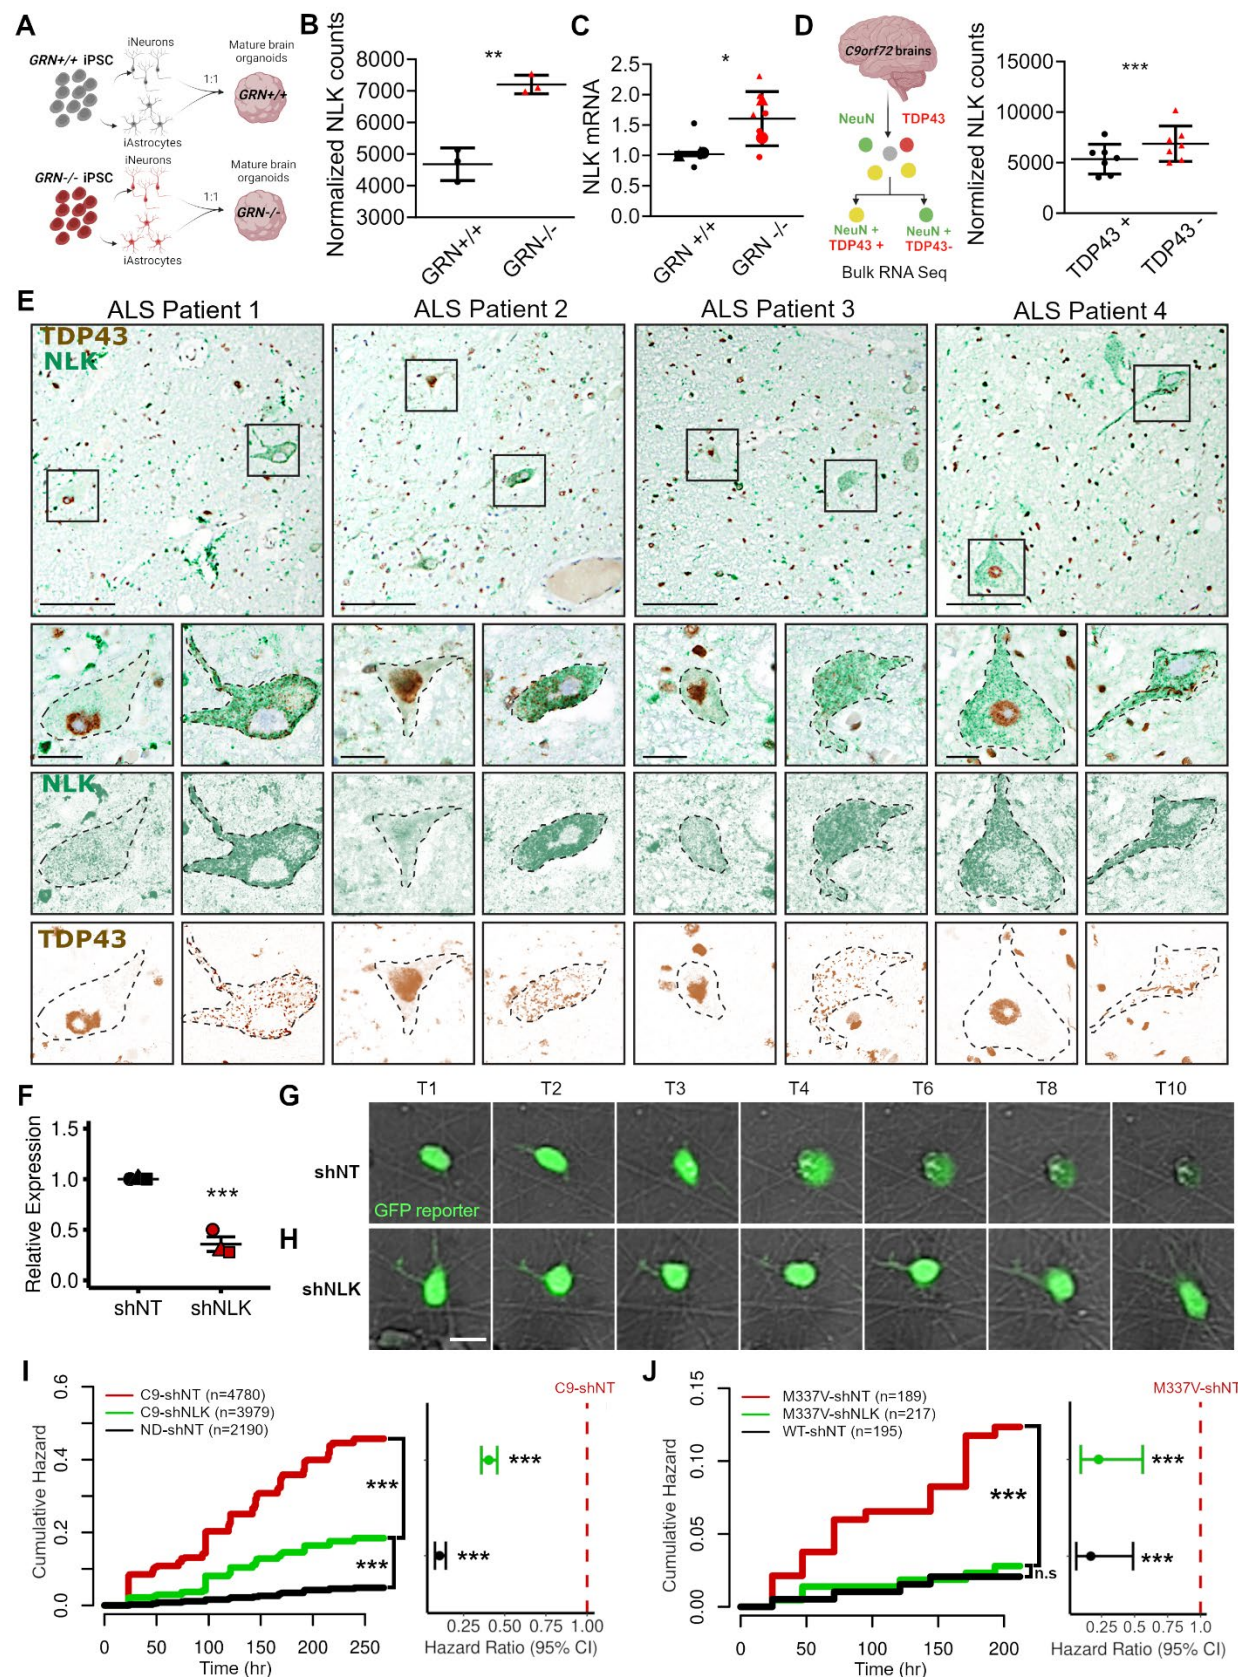 A
GRN+/+ iPSC
iNeurons
iAstrocytes
1:1
Mature brain
organoids
GRN+/+
GRN-/- iPSC
iNeurons
iAstrocytes
1:1
Mature brain
organoids
GRN-/-
B
Normalized NLK counts
8000
7000
6000
5000
4000
3000
**
GRN+/+
GRN-/-
C
NLK mRNA
2.5
2.0
1.5
1.0
0.5
0.0
*
GRN +/+
GRN -/-
D
C9orf72 brains
NeuN
TDP43
NeuN +
TDP43 +
NeuN +
TDP43-
Bulk RNA Seq
Normlized NLK counts
15000
10000
5000
0
***
TDP43 +
TDP43 -
E
ALS Patient 1
ALS Patient 2
ALS Patient 3
ALS Patient 4
TDP43
NLK
NLK
TDP43
F
Relative Expression
1.5
1.0
0.5
0.0
***
shNT
shNLK
G
T1
T2
T3
T4
T6
T8
T10
shNT
GFP reporter
H
shNLK
I
Cumulative Hazard
0.6
0.4
0.2
0.0
C9-shNT (n=4780)
C9-shNLK (n=3979)
ND-shNT (n=2190)
***
***
0 50 100 150 200 250
Time (hr)
C9-shNT
***
***
0.25 0.50 0.75 1.00
Hazard Ratio (95% CI)
J
Cumulative Hazard
0.15
0.10
0.05
0.00
M337V-shNT (n=189)
M337V-shNLK (n=217)
WT-shNT (n=195)
***
n.s
0 50 100 150 200
Time (hr)
M337V-shNT
***
***
0.25 0.50 0.75 1.00
Hazard Ratio (95% CI)